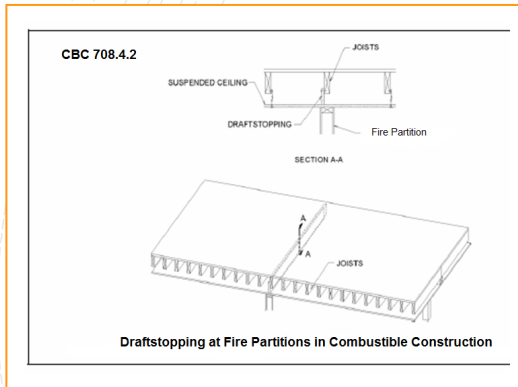 CBC 708.4.2
JOISTS
SUSPENDED CEILING
DRAFTSTOPPING
Fire Partition
SECTION A-A
A
A
JOISTS
Draftstopping at Fire Partitions in Combustible Construction